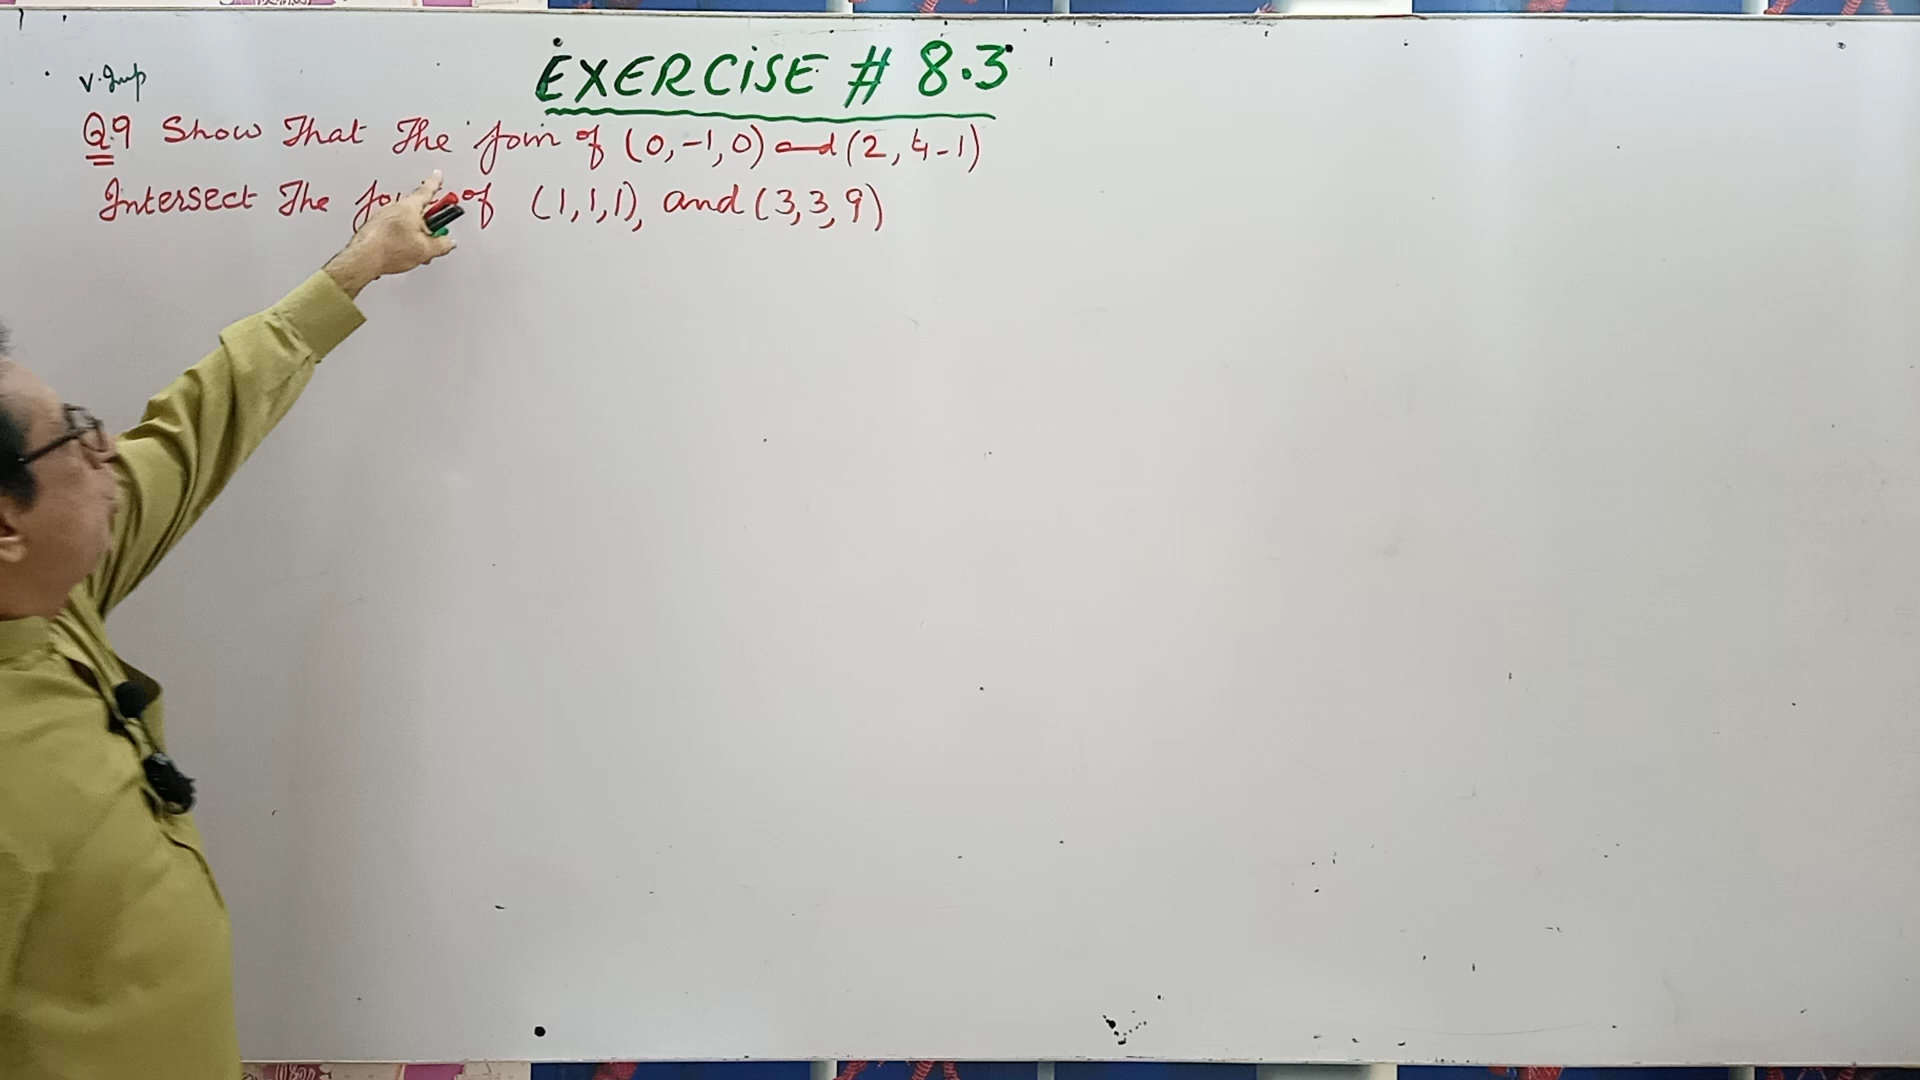 EXERCISE # 8.3
V.Imp
Q.9 Show That The join of (0,-1,0) and (2, 4 -1)
Intersect The join of (1,1,1), and (3,3,9)